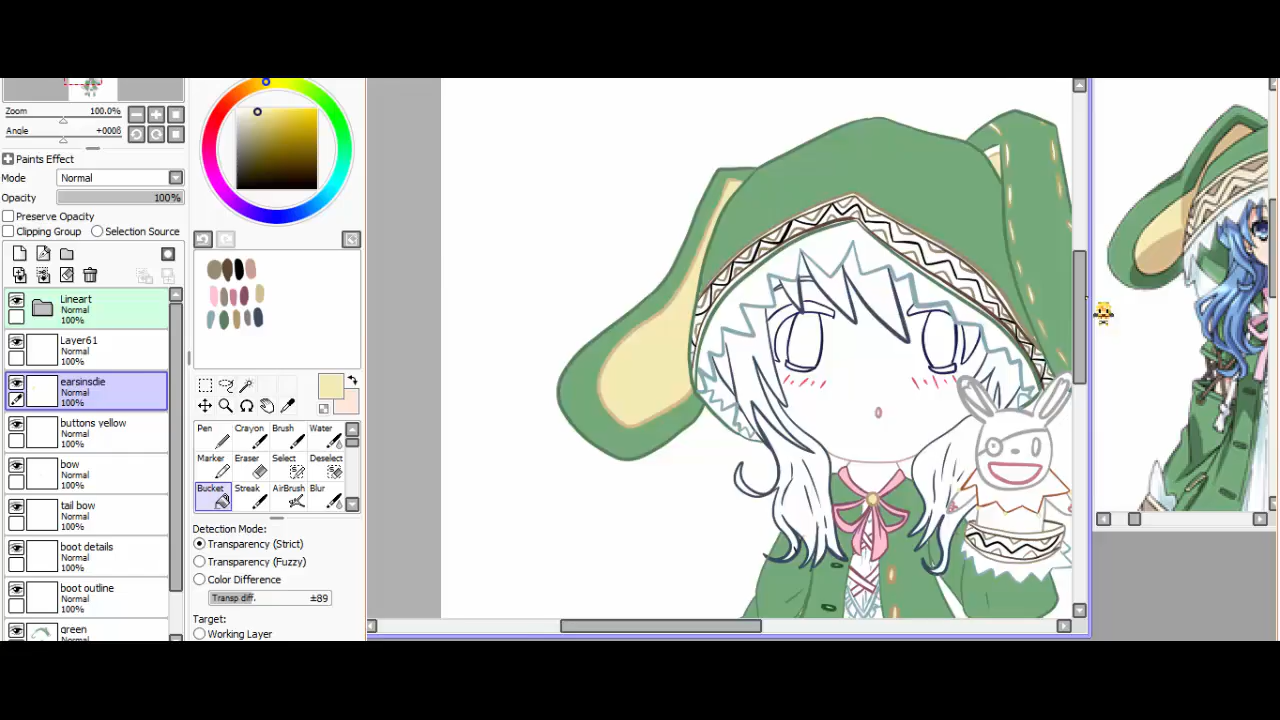 Zoom 100.0%
Angle +000δ
Paints Effect
Mode Normal
Opacity 100%
Preserve Opacity
Clipping Group Selection Source
Lineart
Normal
100%
Layer61
Normal
100%
earsinsdie
Normal
100%
buttons yellow
Normal
100%
bow
Normal
100%
tail bow
Normal
100%
boot details
Normal
100%
boot outline
Normal
100%
green
Normal
Pen Crayon Brush Water
Marker Eraser Select Deselect
Bucket Streak AirBrush Blur
Detection Mode:
Transparency (Strict)
Transparency (Fuzzy)
Color Difference
Transp diff. ±89
Target:
Working Layer